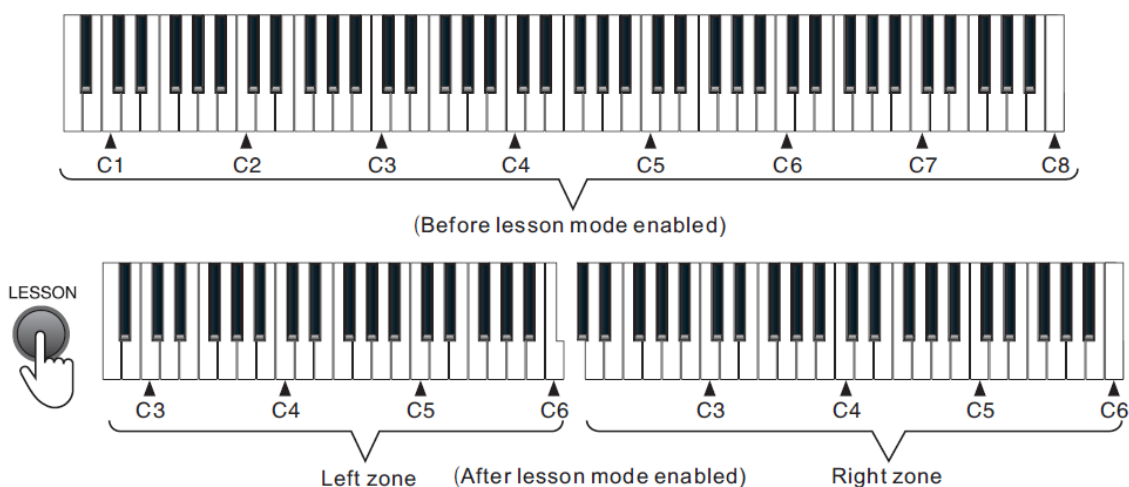 C1 C2 C3 C4 C5 C6 C7 C8
(Before lesson mode enabled)
LESSON
C3 C4 C5 C6 C3 C4 C5 C6
Left zone (After lesson mode enabled) Right zone